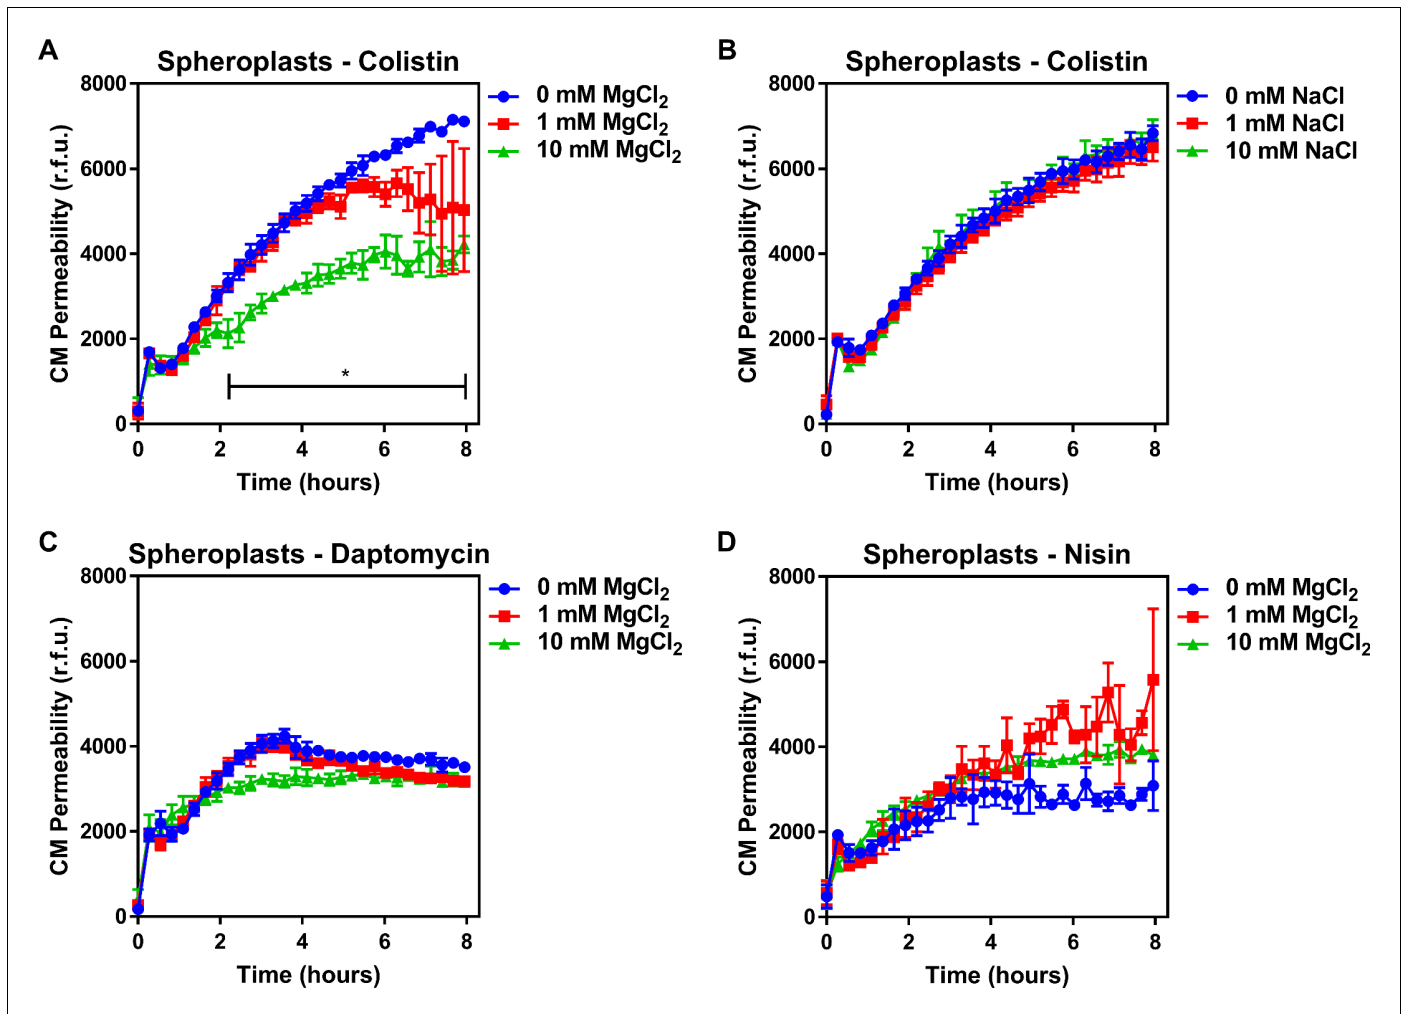 A
Spheroplasts - Colistin
CM Permeability (r.f.u.)
8000
6000
4000
2000
0
*
0 2 4 6 8
Time (hours)
0 mM MgCl2
1 mM MgCl2
10 mM MgCl2
B
Spheroplasts - Colistin
CM Permeability (r.f.u.)
8000
6000
4000
2000
0
0 2 4 6 8
Time (hours)
0 mM NaCl
1 mM NaCl
10 mM NaCl
C
Spheroplasts - Daptomycin
CM Permeability (r.f.u.)
8000
6000
4000
2000
0
0 2 4 6 8
Time (hours)
0 mM MgCl2
1 mM MgCl2
10 mM MgCl2
D
Spheroplasts - Nisin
CM Permeability (r.f.u.)
8000
6000
4000
2000
0
0 2 4 6 8
Time (hours)
0 mM MgCl2
1 mM MgCl2
10 mM MgCl2